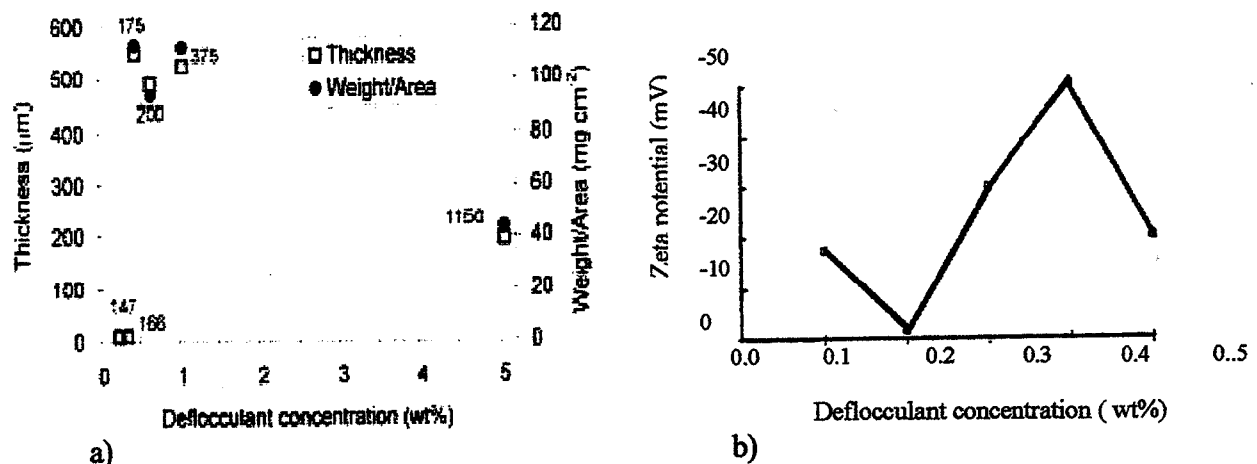 600
500
400
300
200
100
0
Thickness (µm)
175
375
200
147
1150
Thickness
Weight/Area
120
100
80
60
40
20
0
Weight/Area (mg cm⁻²)
0 1 2 3 4 5
Deflocculant concentration (wt%)
a)
-50
-40
-30
-20
-10
0
Zeta notential (mV)
0.0 0.1 0.2 0.3 0.4 0..5
Deflocculant concentration ( wt%)
b)